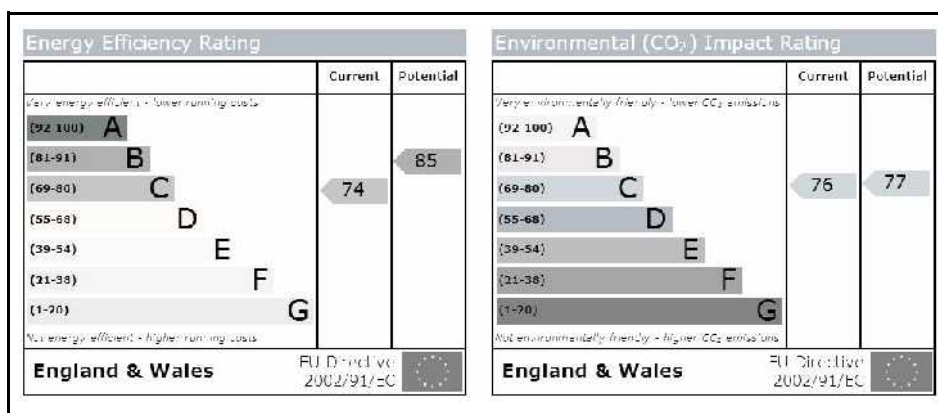 Energy Efficiency Rating
Current Potential
Very energy efficient - lower running costs
(92-100) A
(81-91) B
(69-80) C
(55-68) D
(39-54) E
(21-38) F
(1-20) G
74
85
Not energy efficient - higher running costs
England & Wales
EU Directive
2002/91/EC
Environmental (CO₂) Impact Rating
Current Potential
Very environmentally friendly - lower CO₂ emissions
(92-100) A
(81-91) B
(69-80) C
(55-68) D
(39-54) E
(21-38) F
(1-20) G
76
77
Not environmentally friendly - higher CO₂ emissions
England & Wales
EU Directive
2002/91/EC